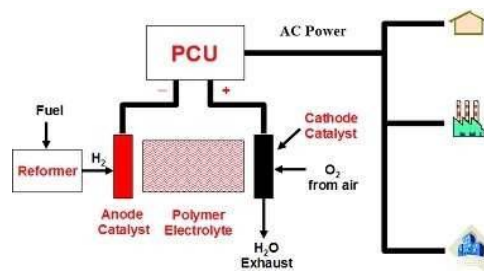 PCU
AC Power
–
+
Fuel
Cathode
Catalyst
Reformer
H2
O2
from air
Anode
Catalyst
Polymer
Electrolyte
H2O
Exhaust